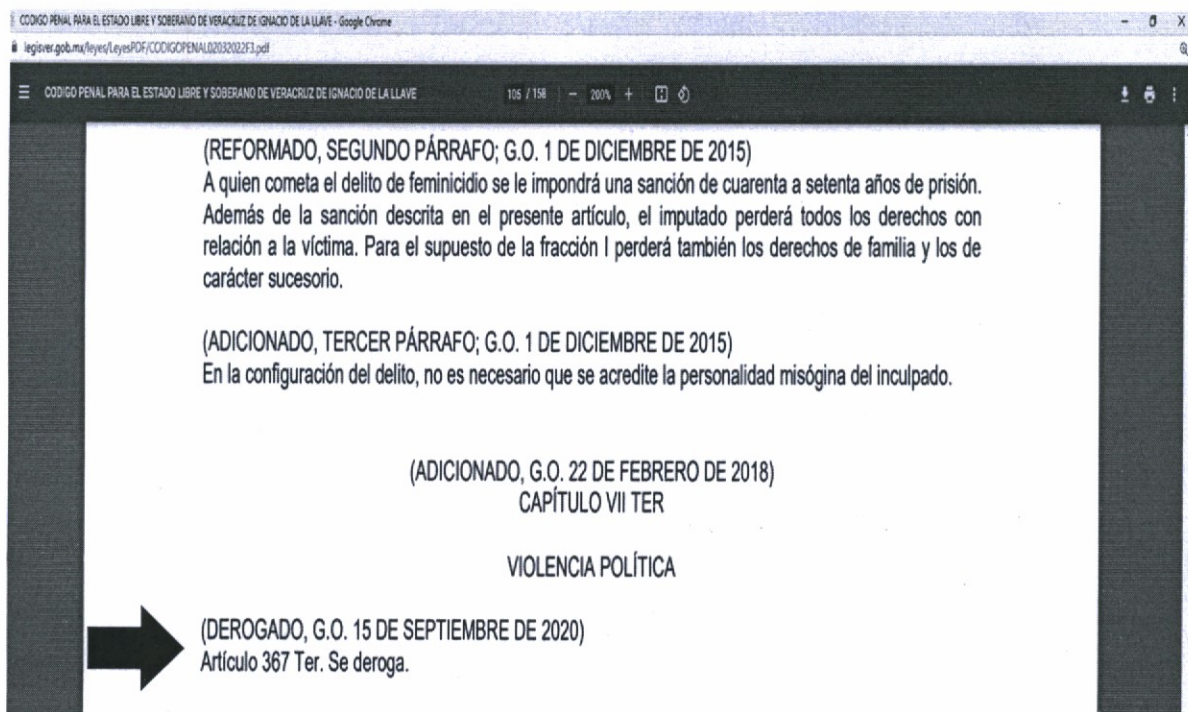 CODIGO PENAL PARA EL ESTADO LIBRE Y SOBERANO DE VERACRUZ DE IGNACIO DE LA LLAVE - Google Chrome
legisver.gob.mx/leyes/LeyesPDF/CODIGOPENAL02032022F3.pdf
CODIGO PENAL PARA EL ESTADO LIBRE Y SOBERANO DE VERACRUZ DE IGNACIO DE LA LLAVE 105 / 158 200%
(REFORMADO, SEGUNDO PÁRRAFO; G.O. 1 DE DICIEMBRE DE 2015)
A quien cometa el delito de feminicidio se le impondrá una sanción de cuarenta a setenta años de prisión.
Además de la sanción descrita en el presente artículo, el imputado perderá todos los derechos con
relación a la víctima. Para el supuesto de la fracción I perderá también los derechos de familia y los de
carácter sucesorio.
(ADICIONADO, TERCER PÁRRAFO; G.O. 1 DE DICIEMBRE DE 2015)
En la configuración del delito, no es necesario que se acredite la personalidad misógina del inculpado.
(ADICIONADO, G.O. 22 DE FEBRERO DE 2018)
CAPÍTULO VII TER
VIOLENCIA POLÍTICA
(DEROGADO, G.O. 15 DE SEPTIEMBRE DE 2020)
Artículo 367 Ter. Se deroga.